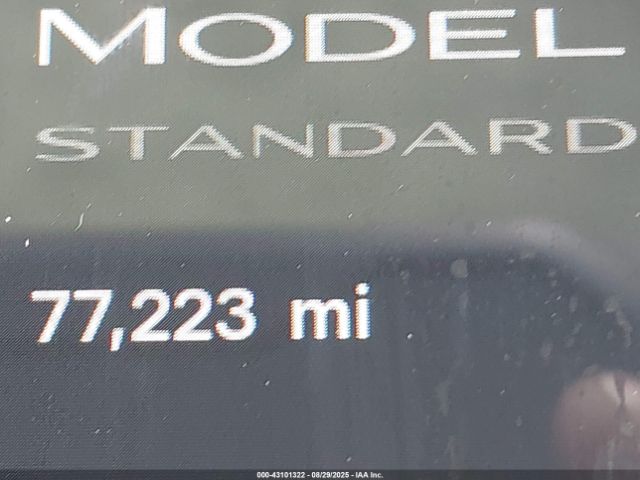 MODEL
STANDARD
77,223 mi
000-43101322 - 08/29/2025 - IAA Inc.